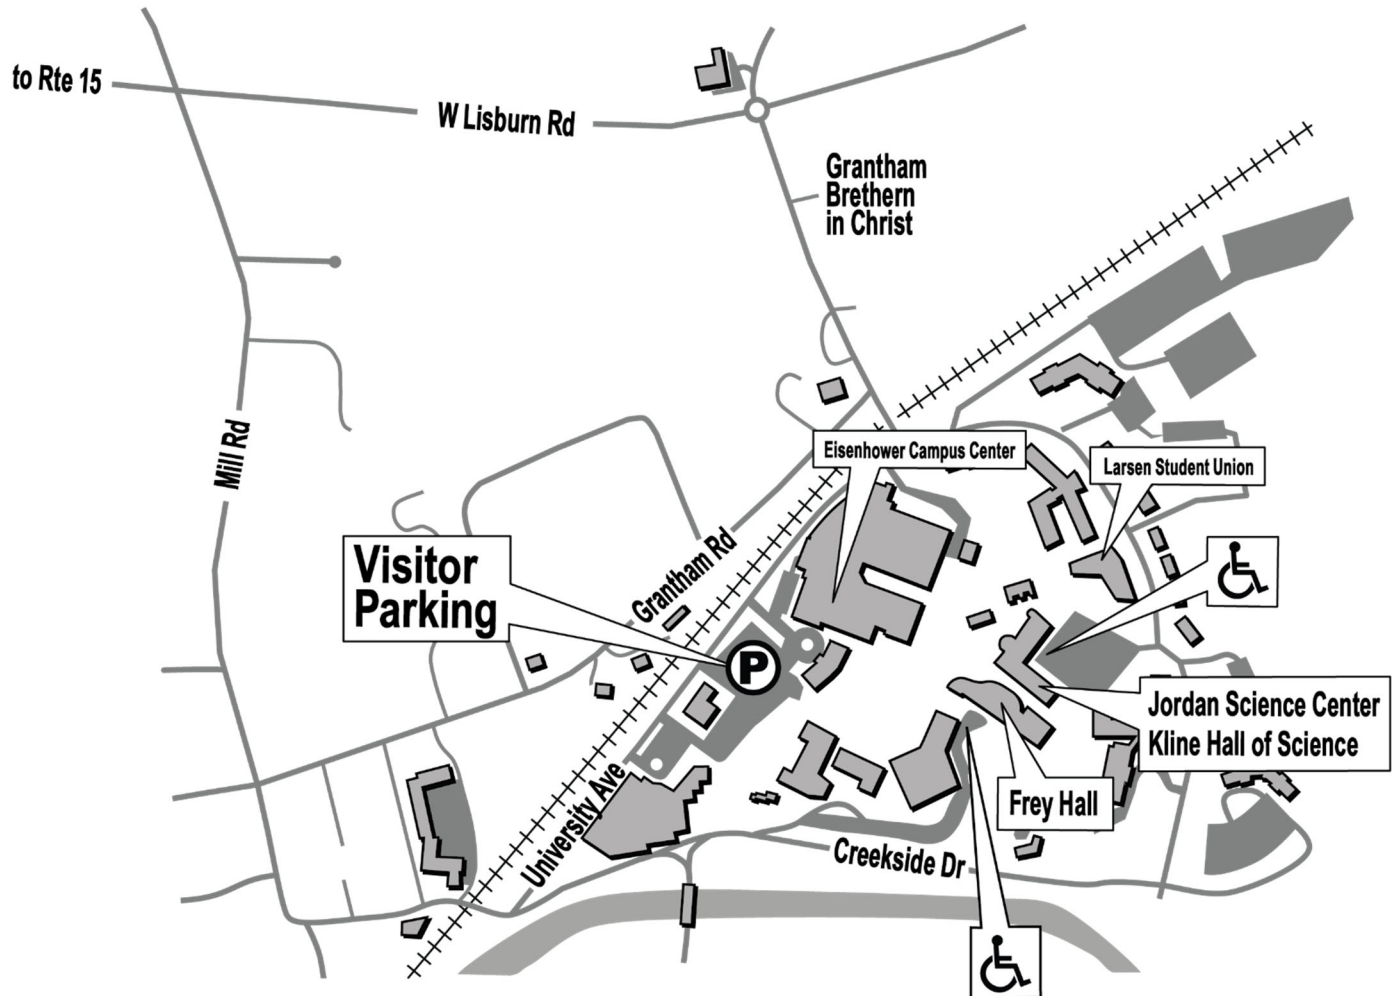 to Rte 15
W Lisburn Rd
Grantham
Brethern
in Christ
Mill Rd
Eisenhower Campus Center
Larsen Student Union
Visitor
Parking
Grantham Rd
P
Jordan Science Center
Kline Hall of Science
University Ave
Frey Hall
Creekside Dr